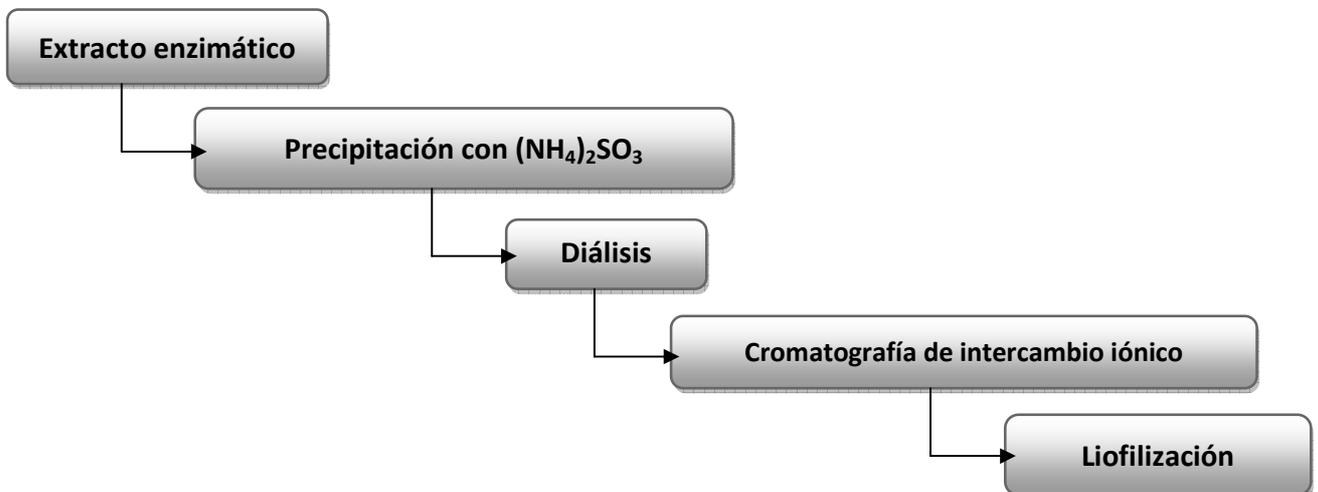 Extracto enzimático
Precipitación con (NH₄)₂SO₃
Diálisis
Cromatografía de intercambio iónico
Liofilización